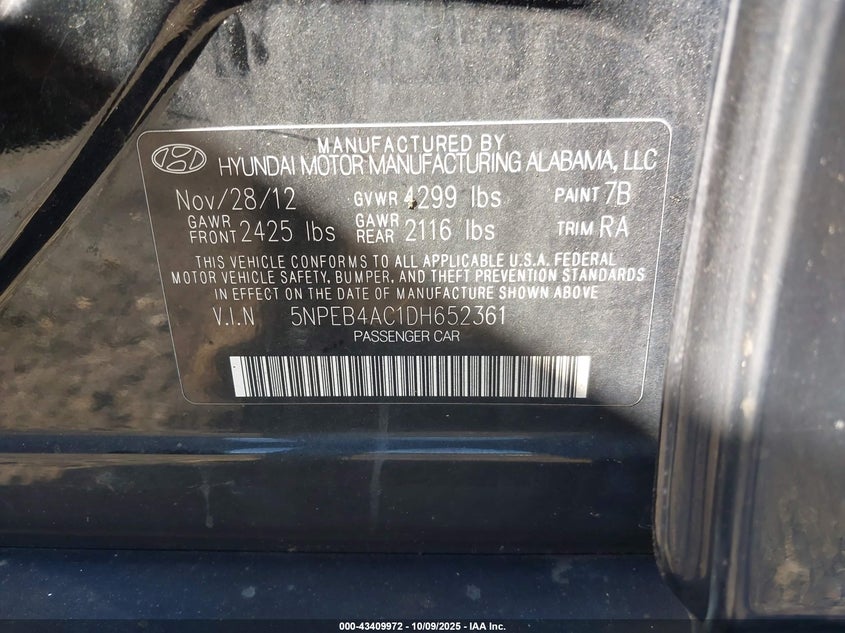 MANUFACTURED BY
HYUNDAI MOTOR MANUFACTURING ALABAMA, LLC
Nov/28/12 GVWR 4299 lbs PAINT 7B
GAWR FRONT 2425 lbs GAWR REAR 2116 lbs TRIM RA
THIS VEHICLE CONFORMS TO ALL APPLICABLE U.S.A. FEDERAL
MOTOR VEHICLE SAFETY, BUMPER, AND THEFT PREVENTION STANDARDS
IN EFFECT ON THE DATE OF MANUFACTURE SHOWN ABOVE
V.I.N 5NPEB4AC1DH652361
PASSENGER CAR
000-43409972 - 10/09/2025 - IAA Inc.